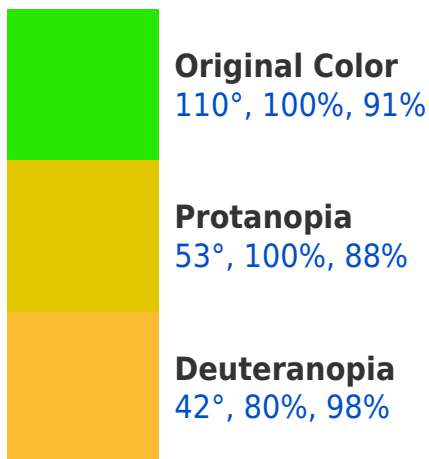 Original Color
110°, 100%, 91%
Protanopia
53°, 100%, 88%
Deuteranopia
42°, 80%, 98%